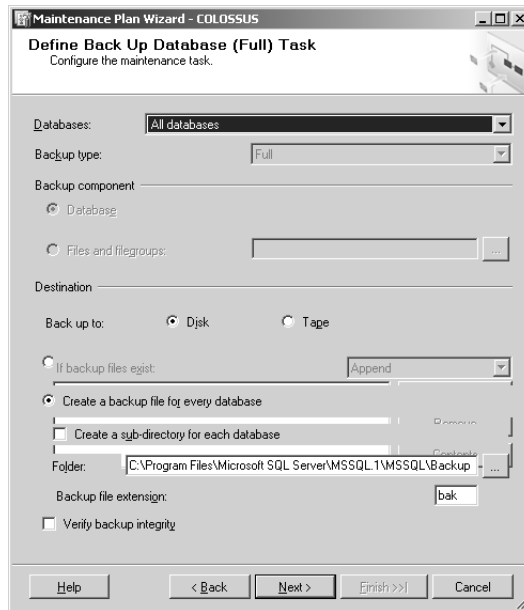 Maintenance Plan Wizard - COLOSSUS
Define Back Up Database (Full) Task
Configure the maintenance task.
Databases: All databases
Backup type: Full
Backup component
Database
Files and filegroups: ...
Destination
Back up to: Disk Tape
If backup files exist: Append
Create a backup file for every database
Remove
Create a sub-directory for each database
Contents
Folder: C:\Program Files\Microsoft SQL Server\MSSQL.1\MSSQL\Backup ...
Backup file extension: bak
Verify backup integrity
Help < Back Next > Finish >>| Cancel